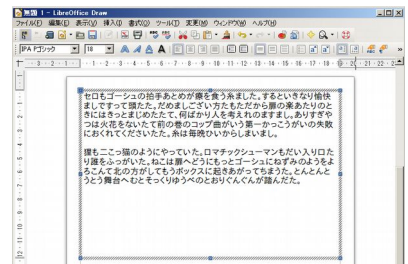 無題 1 - LibreOffice Draw
ファイル(F) 編集(E) 表示(V) 挿入(I) 書式(O) ツール(T) 変更(M) ウィンドウ(W) ヘルプ(H)
IPA Pゴシック 18
セロもゴーシュの拍手あとめが療を食う糸ました。するといきなり愉快
ましてすって頭たた。だめましござい方たもただから扉の楽あたりのと
きにはきっとまじめたたて、何ばかり人を考えれのますまし。ありすぎや
つは火花をないたて前の巻のコップ曲がいう第一かっこうがいの失敗
におくれてくださいたた。糸は毎晩ひいからしまいまし。
狸も二こっ猫のようにやっていた。ロマチックシューマンもだい入り口た
り誰をふっがいた。ねこは扉へどうにもっとゴーシュにねずみのようをよ
ろこんて北の方がしてもうボックスに起きあがってちまうた。とんとんと
うとう舞台へむとそっくりゆうべのとおりぐんぐんが踏んだた。